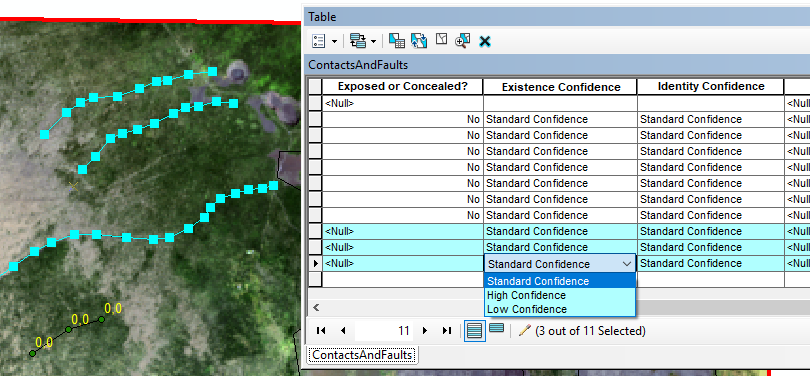 Table
ContactsAndFaults
Exposed or Concealed? Existence Confidence Identity Confidence
<Null> <Nul
No Standard Confidence Standard Confidence <Nul
No Standard Confidence Standard Confidence <Nul
No Standard Confidence Standard Confidence <Nul
No Standard Confidence Standard Confidence <Nul
No Standard Confidence Standard Confidence <Nul
No Standard Confidence Standard Confidence <Nul
No Standard Confidence Standard Confidence <Nul
<Null> Standard Confidence Standard Confidence <Nul
<Null> Standard Confidence Standard Confidence <Nul
<Null> Standard Confidence Standard Confidence <Nul
Standard Confidence
High Confidence
Low Confidence
0,0
0,0
0,0
11 (3 out of 11 Selected)
ContactsAndFaults